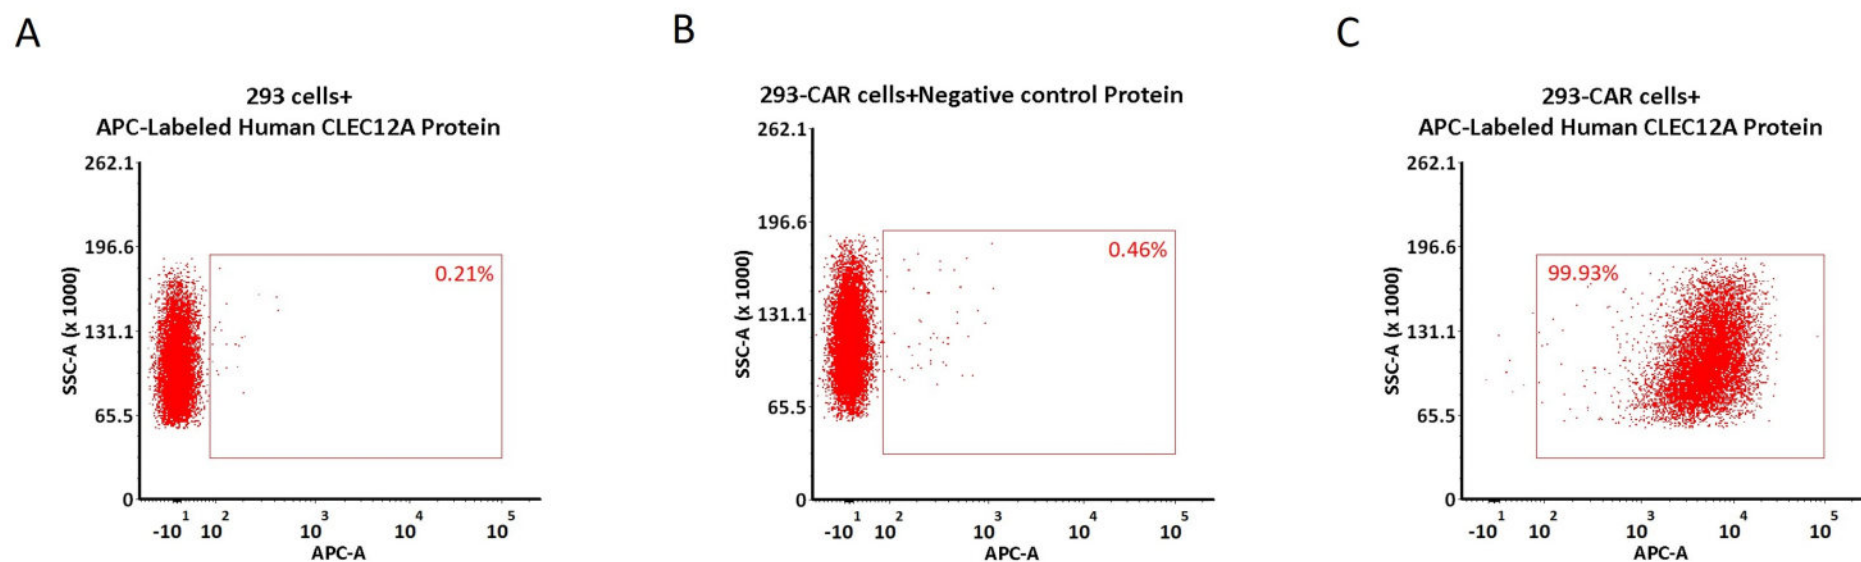 A
293 cells+
APC-Labeled Human CLEC12A Protein
262.1
196.6
131.1
65.5
0
SSC-A (x 1000)
0.21%
-10 1 10 2 10 3 10 4 10 5
APC-A
B
293-CAR cells+Negative control Protein
262.1
196.6
131.1
65.5
0
SSC-A (x 1000)
0.46%
-10 1 10 2 10 3 10 4 10 5
APC-A
C
293-CAR cells+
APC-Labeled Human CLEC12A Protein
262.1
196.6
131.1
65.5
0
SSC-A (x 1000)
99.93%
-10 1 10 2 10 3 10 4 10 5
APC-A